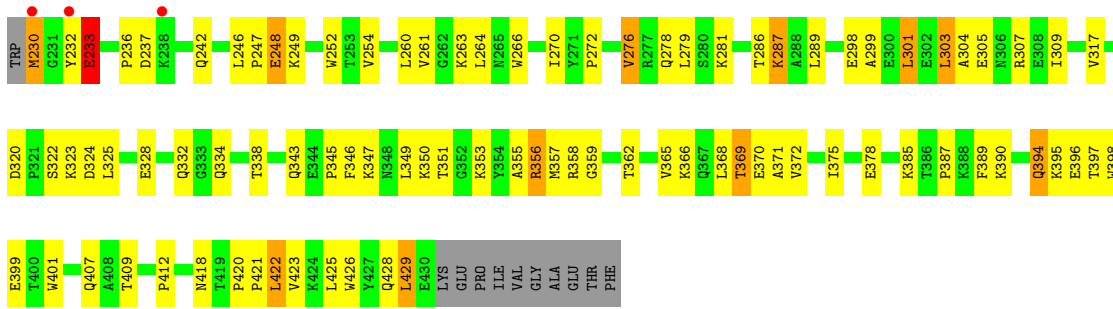 TRP M230 G231 Y232 E233 P236 D237 K238 Q242 L246 P247 E248 K249 W252 T253 V254 L260 V261 G262 K263 L264 N265 W266 I270 Y271 P272 V276 R277 Q278 L279 S280 K281 T286 K287 A288 L289 E298 A299 E300 L301 E302 L303 A304 E305 N306 R307 E308 I309 V317
D320 P321 S322 K323 D324 L325 E328 Q332 G333 Q334 T338 Q343 E344 P345 F346 K347 N348 L349 K350 T351 G352 K353 Y354 A355 R356 M357 R358 G359 T362 V365 K366 Q367 L368 T369 E370 A371 V372 I375 E378 K385 T386 P387 K388 F389 K390 Q394 K395 E396 T397 W398
E399 T400 W401 Q407 A408 T409 P412 N418 T419 P420 P421 L422 V423 K424 L425 W426 Y427 Q428 L429 E430 LYS GLU PRO ILE VAL GLY ALA GLU THR PHE